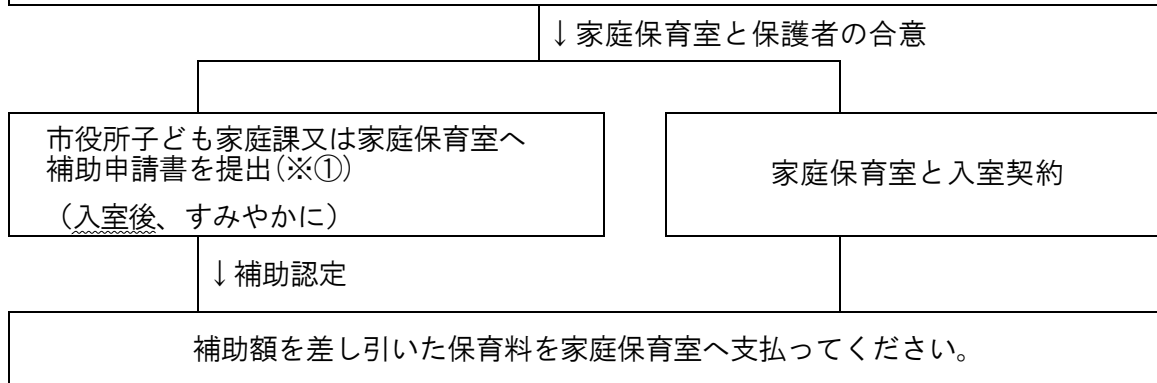 ↓家庭保育室と保護者の合意
市役所子ども家庭課又は家庭保育室へ
補助申請書を提出(※①)
（入室後、すみやかに）
家庭保育室と入室契約
↓補助認定
補助額を差し引いた保育料を家庭保育室へ支払ってください。